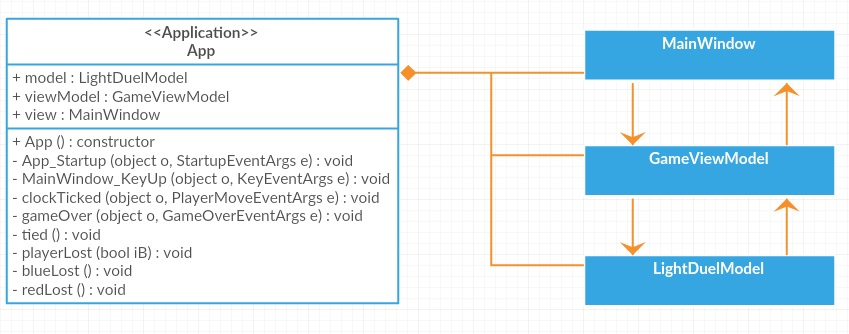 <<Application>>
App
+ model : LightDuelModel
+ viewModel : GameViewModel
+ view : MainWindow
+ App () : constructor
- App_Startup (object o, StartupEventArgs e) : void
- MainWindow_KeyUp (object o, KeyEventArgs e) : void
- clockTicked (object o, PlayerMoveEventArgs e) : void
- gameOver (object o, GameOverEventArgs e) : void
- tied () : void
- playerLost (bool iB) : void
- blueLost () : void
- redLost () : void
MainWindow
GameViewModel
LightDuelModel